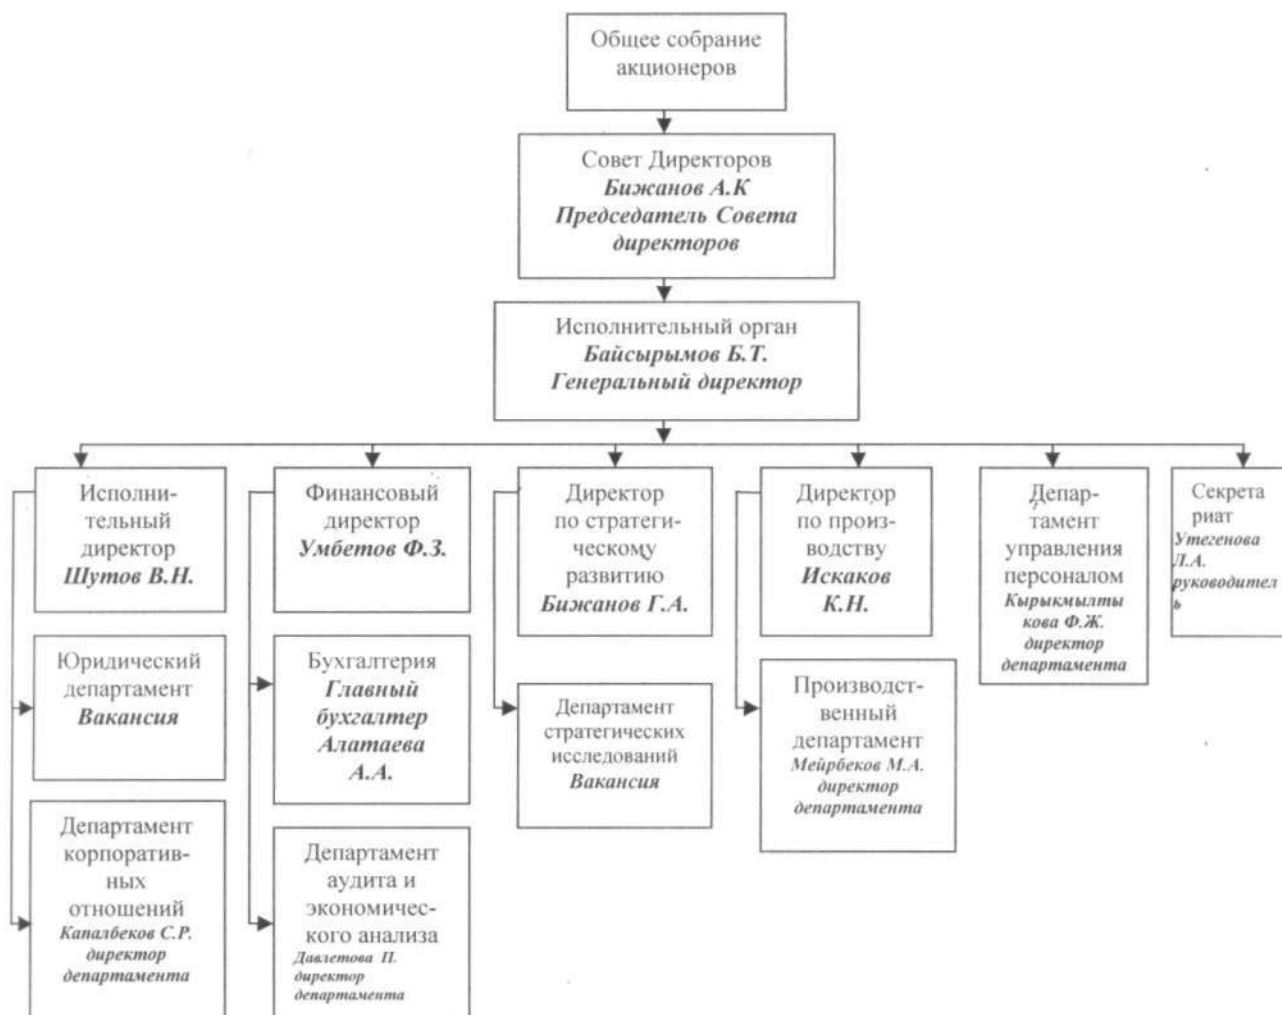 Общее собрание
акционеров
Совет Директоров
Бижанов А.К
Председатель Совета
директоров
Исполнительный орган
Байсырымов Б.Т.
Генеральный директор
Исполни-
тельный
директор
Шутов В.Н.
Финансовый
директор
Умбетов Ф.З.
Директор
по стратеги-
ческому
развитию
Бижанов Г.А.
Директор
по произ-
водству
Искаков
К.Н.
Депар-
тамент
управления
персоналом
Кырыкмылты
кова Ф.Ж.
директор
департамента
Секрета
риат
Утегенова
Л.А.
руководител
ь
Юридический
департамент
Вакансия
Бухгалтерия
Главный
бухгалтер
Алатаева
А.А.
Департамент
стратегических
исследований
Вакансия
Производст-
венный
департамент
Мейрбеков М.А.
директор
департамента
Департамент
корпоратив-
ных
отношений
Капалбеков С.Р.
директор
департамента
Департамент
аудита и
экономичес-
кого анализа
Давлетова П.
директор
департамента